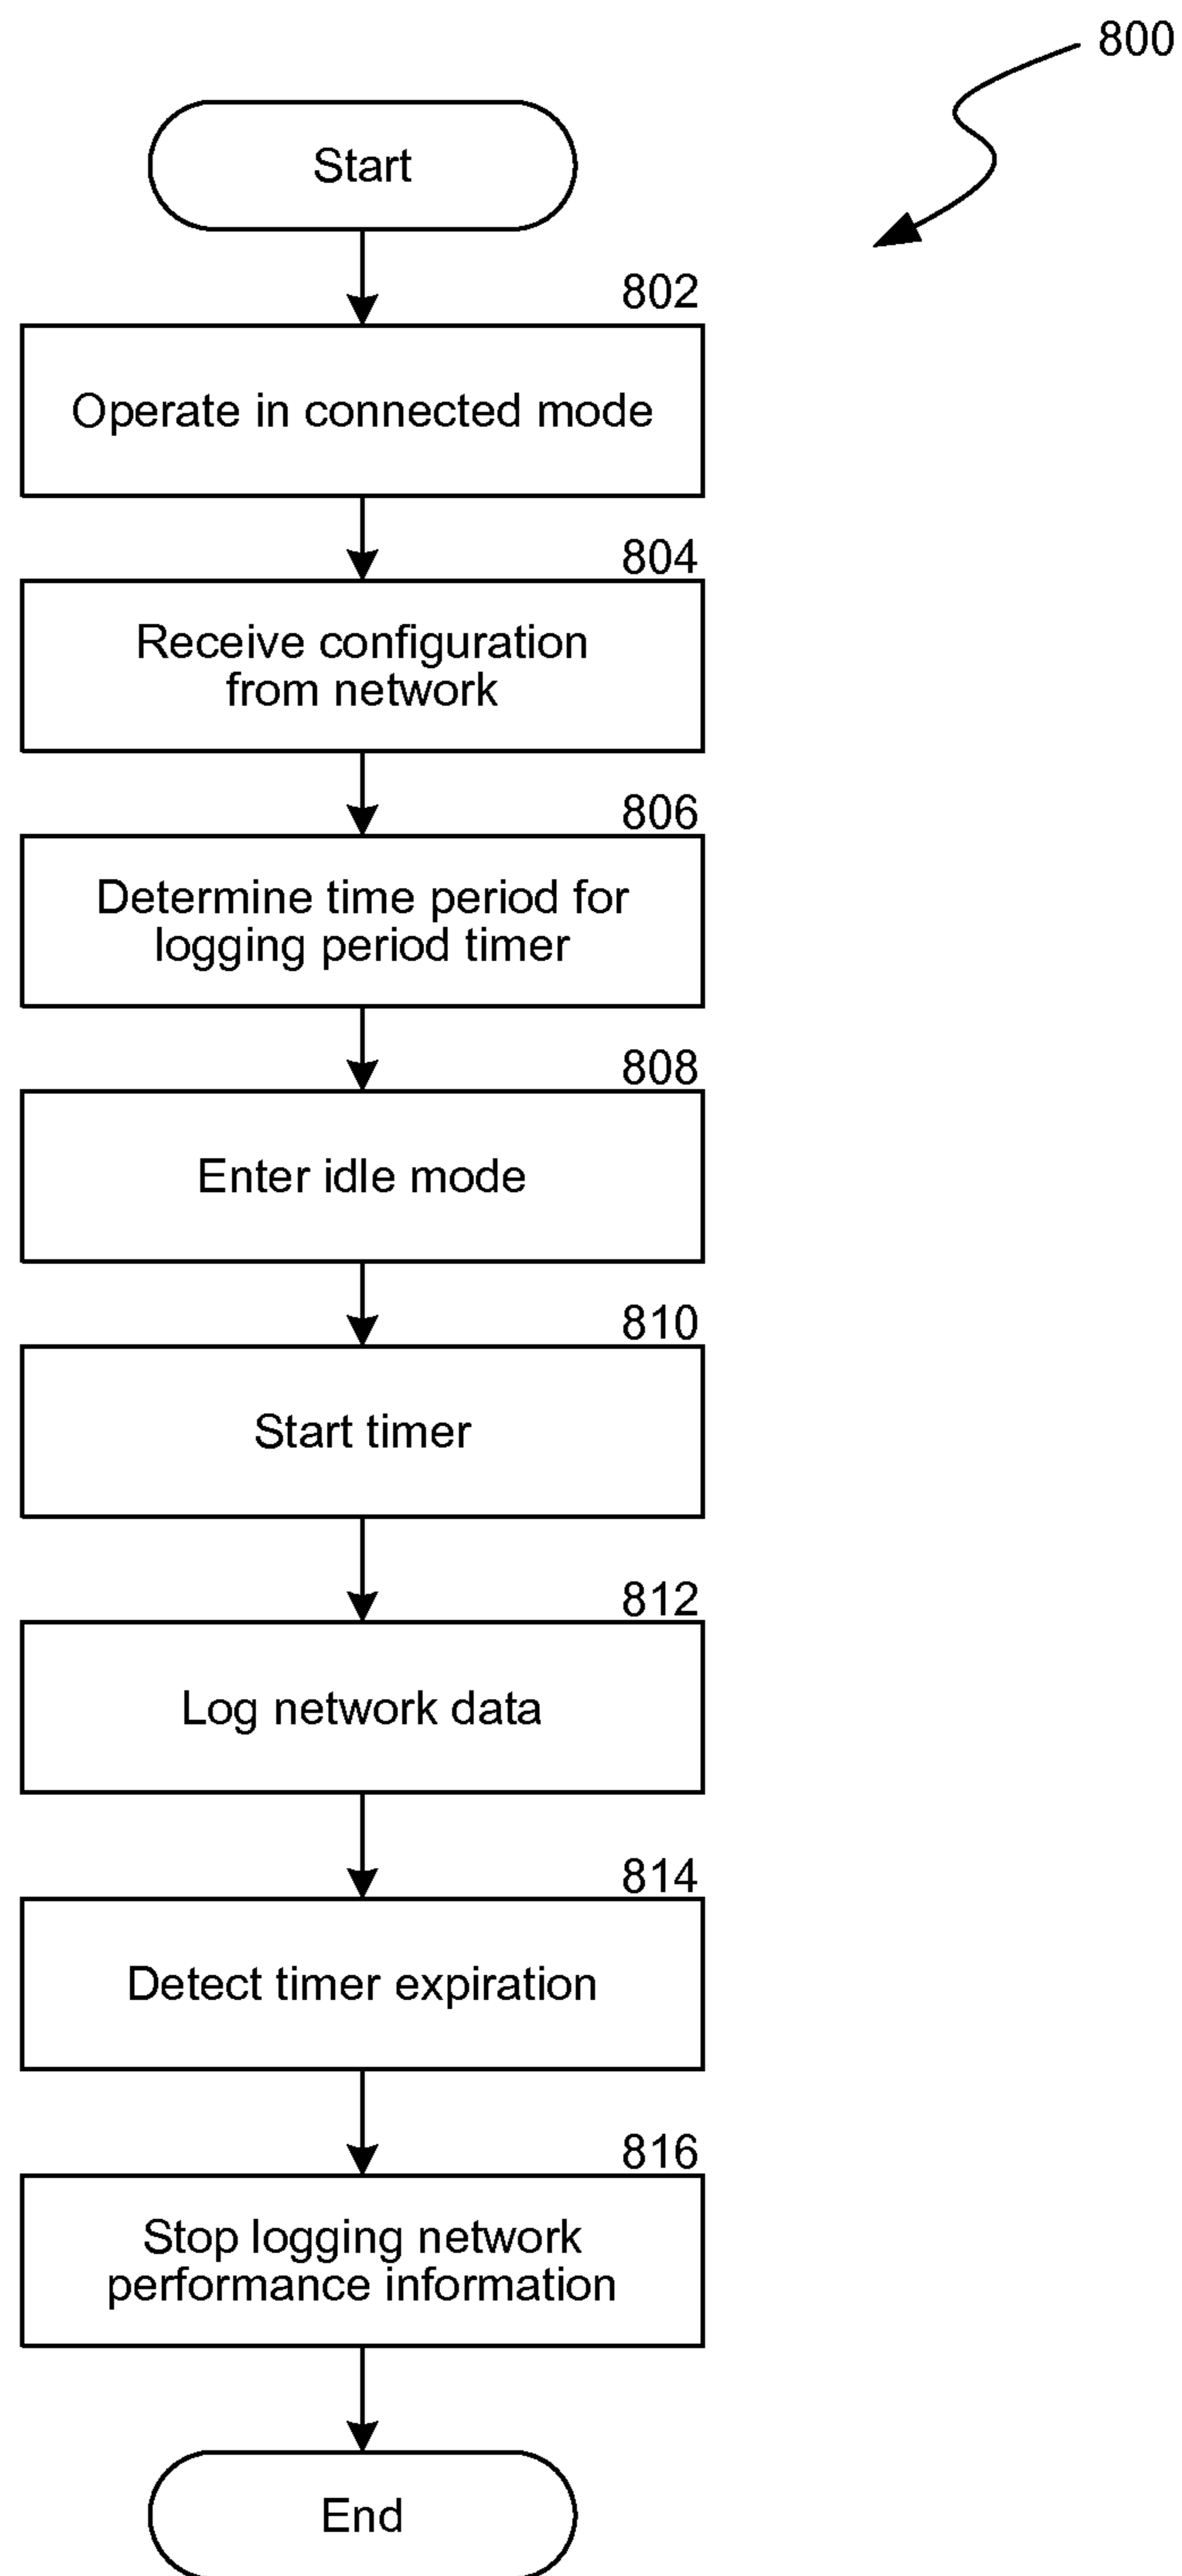 800
Start
802
Operate in connected mode
804
Receive configuration
from network
806
Determine time period for
logging period timer
808
Enter idle mode
810
Start timer
812
Log network data
814
Detect timer expiration
816
Stop logging network
performance information
End